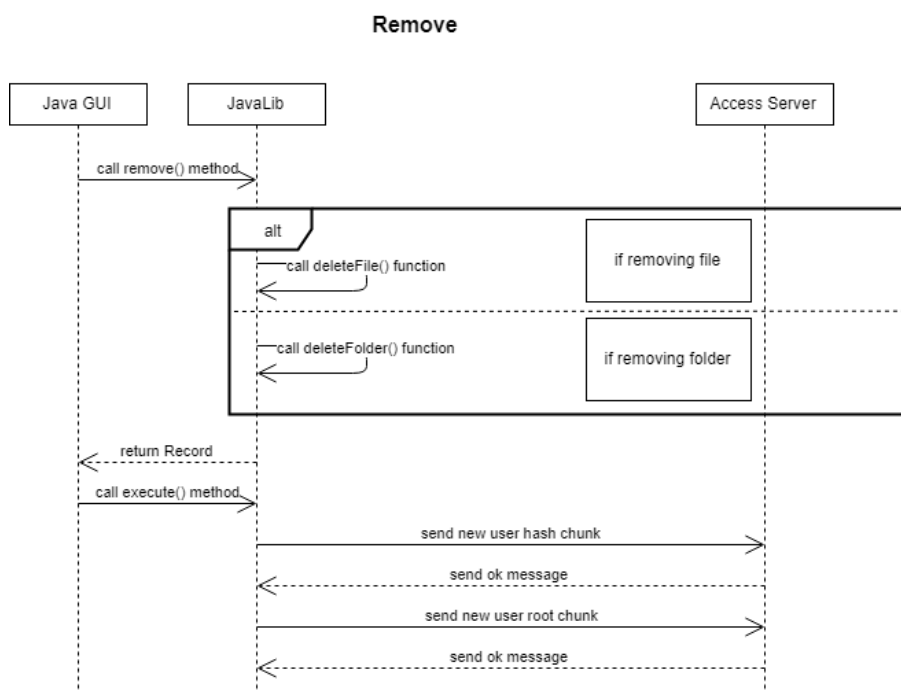 Remove
Java GUI
JavaLib
Access Server
call remove() method
alt
if removing file
call deleteFile() function
call deleteFolder() function
if removing folder
return Record
call execute() method
send new user hash chunk
send ok message
send new user root chunk
send ok message